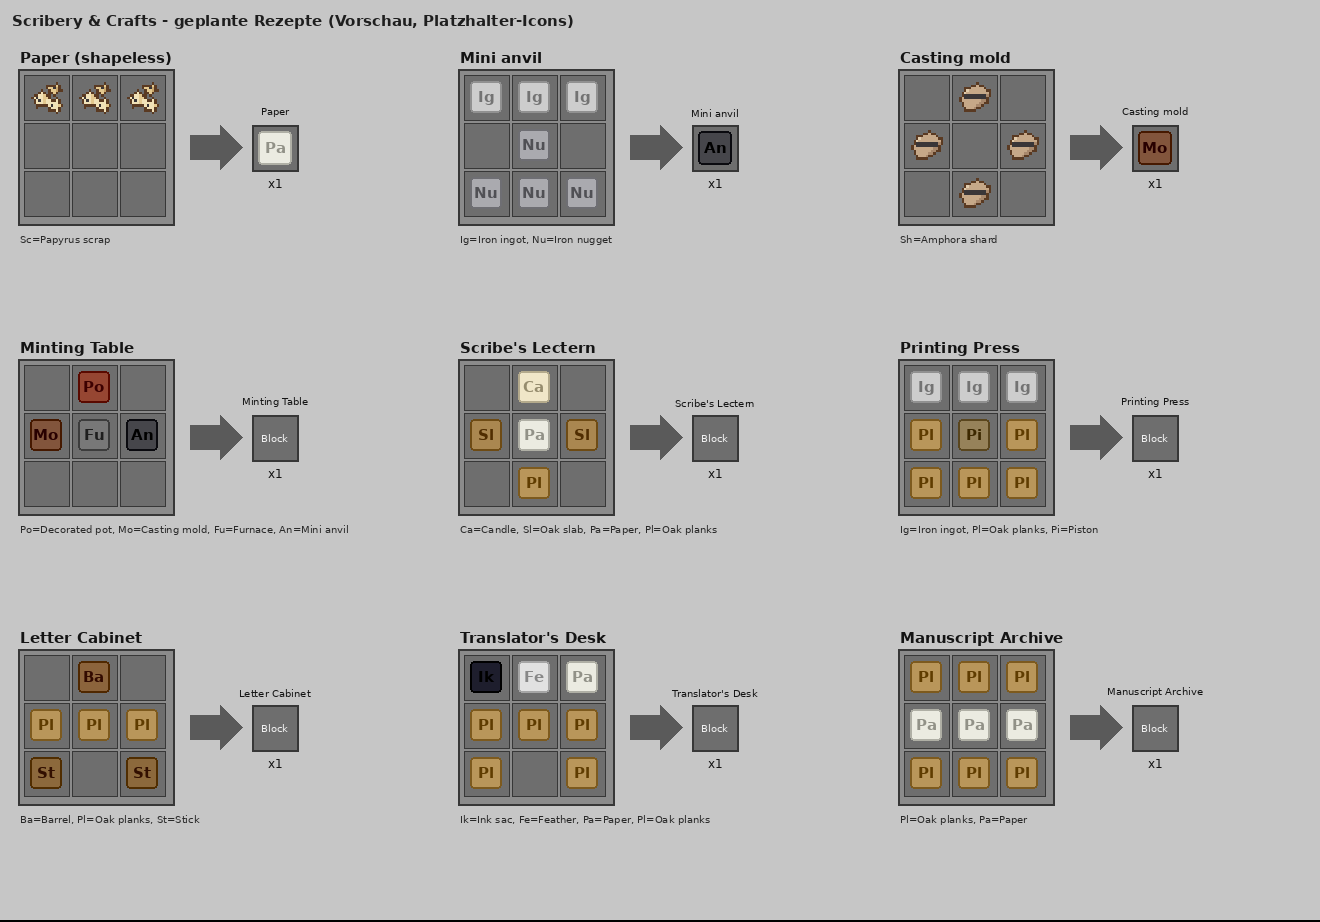 Scribery & Crafts - geplante Rezepte (Vorschau, Platzhalter-Icons)
Paper (shapeless)
Paper
Pa
x1
Sc=Papyrus scrap
Mini anvil
Ig Ig Ig
Nu
Nu Nu Nu
Mini anvil
An
x1
Ig=Iron ingot, Nu=Iron nugget
Casting mold
Casting mold
Mo
x1
Sh=Amphora shard
Minting Table
Po
Mo Fu An
Minting Table
Block
x1
Po=Decorated pot, Mo=Casting mold, Fu=Furnace, An=Mini anvil
Scribe's Lectern
Ca
Sl Pa Sl
Pl
Scribe's Lectern
Block
x1
Ca=Candle, Sl=Oak slab, Pa=Paper, Pl=Oak planks
Printing Press
Ig Ig Ig
Pl Pi Pl
Pl Pl Pl
Printing Press
Block
x1
Ig=Iron ingot, Pl=Oak planks, Pi=Piston
Letter Cabinet
Ba
Pl Pl Pl
St St
Letter Cabinet
Block
x1
Ba=Barrel, Pl=Oak planks, St=Stick
Translator's Desk
Ik Fe Pa
Pl Pl Pl
Pl Pl
Translator's Desk
Block
x1
Ik=Ink sac, Fe=Feather, Pa=Paper, Pl=Oak planks
Manuscript Archive
Pl Pl Pl
Pa Pa Pa
Pl Pl Pl
Manuscript Archive
Block
x1
Pl=Oak planks, Pa=Paper